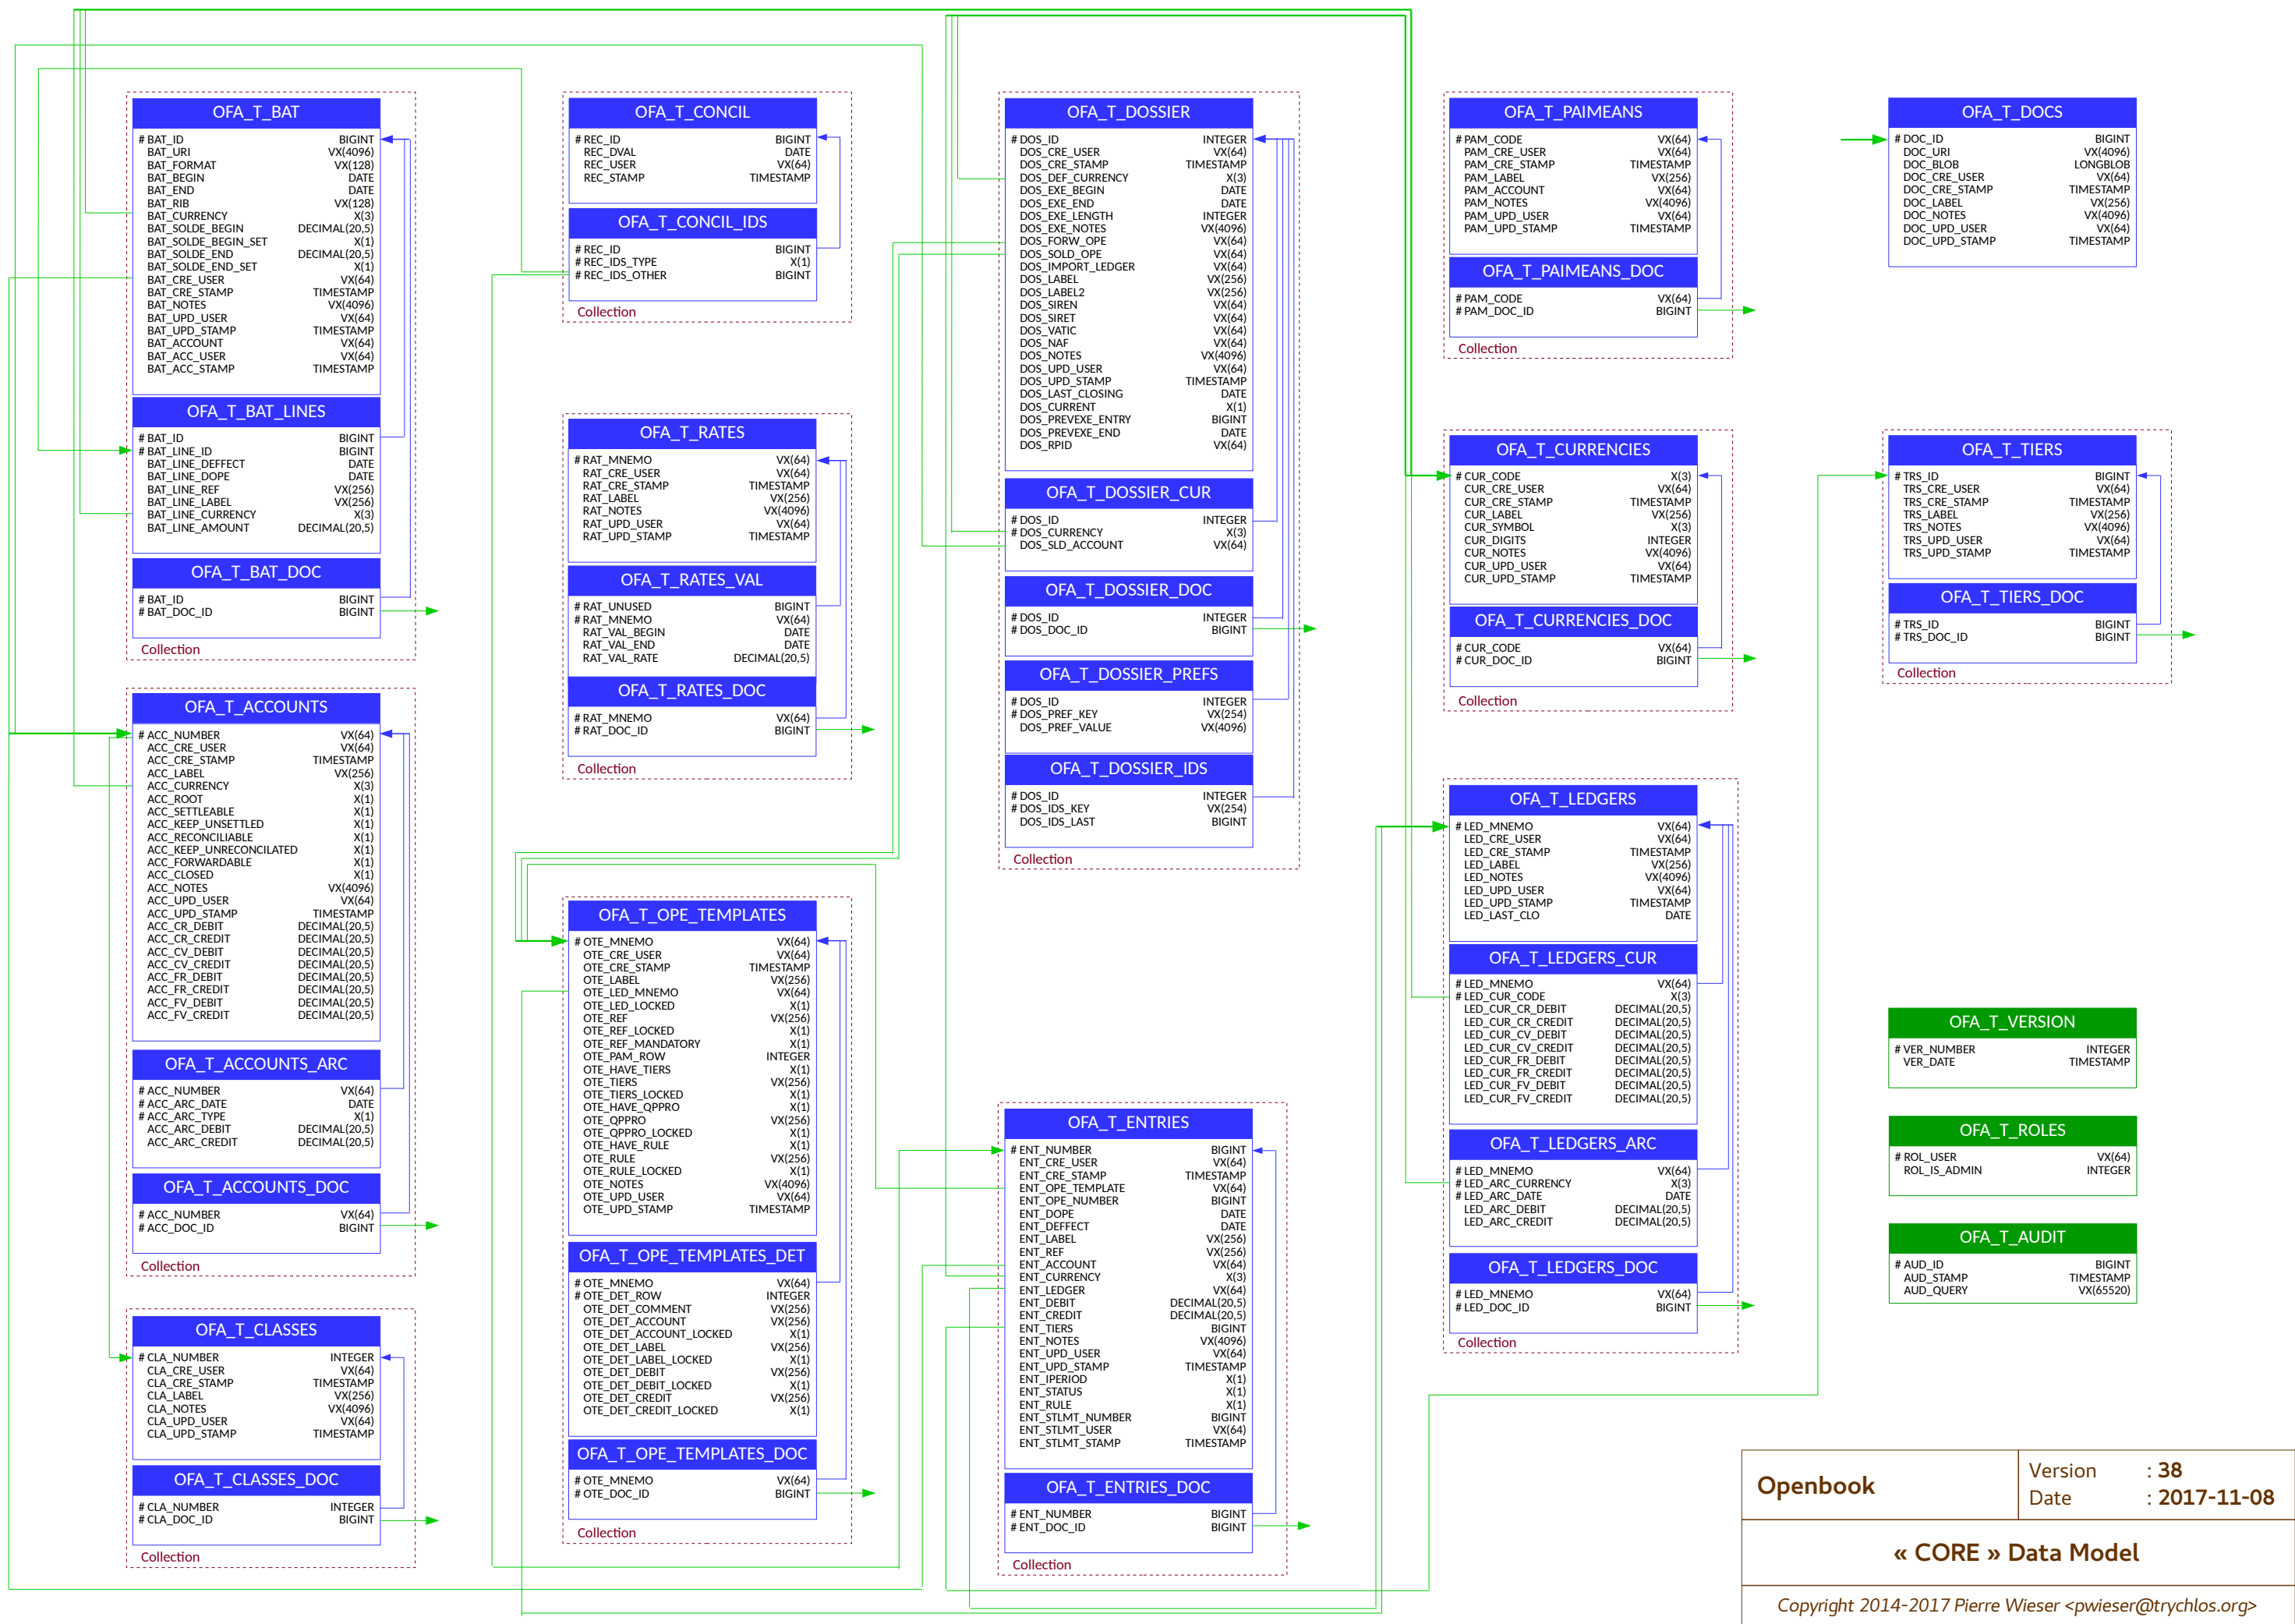 OFA_T_BAT
# BAT_ID BIGINT
BAT_URI VX(4096)
BAT_FORMAT VX(128)
BAT_BEGIN DATE
BAT_END DATE
BAT_RIB VX(128)
BAT_CURRENCY X(3)
BAT_SOLDE_BEGIN DECIMAL(20,5)
BAT_SOLDE_BEGIN_SET X(1)
BAT_SOLDE_END DECIMAL(20,5)
BAT_SOLDE_END_SET X(1)
BAT_CRE_USER VX(64)
BAT_CRE_STAMP TIMESTAMP
BAT_NOTES VX(4096)
BAT_UPD_USER VX(64)
BAT_UPD_STAMP TIMESTAMP
BAT_ACCOUNT VX(64)
BAT_ACC_USER VX(64)
BAT_ACC_STAMP TIMESTAMP
OFA_T_BAT_LINES
# BAT_ID BIGINT
# BAT_LINE_ID BIGINT
BAT_LINE_DEFFECT DATE
BAT_LINE_DOPE DATE
BAT_LINE_REF VX(256)
BAT_LINE_LABEL VX(256)
BAT_LINE_CURRENCY X(3)
BAT_LINE_AMOUNT DECIMAL(20,5)
OFA_T_BAT_DOC
# BAT_ID BIGINT
# BAT_DOC_ID BIGINT
Collection
OFA_T_ACCOUNTS
# ACC_NUMBER VX(64)
ACC_CRE_USER VX(64)
ACC_CRE_STAMP TIMESTAMP
ACC_LABEL VX(256)
ACC_CURRENCY X(3)
ACC_ROOT X(1)
ACC_SETTLEABLE X(1)
ACC_KEEP_UNSETTLED X(1)
ACC_RECONCILIABLE X(1)
ACC_KEEP_UNRECONCILATED X(1)
ACC_FORWARDABLE X(1)
ACC_CLOSED X(1)
ACC_NOTES VX(4096)
ACC_UPD_USER VX(64)
ACC_UPD_STAMP TIMESTAMP
ACC_CR_DEBIT DECIMAL(20,5)
ACC_CR_CREDIT DECIMAL(20,5)
ACC_CV_DEBIT DECIMAL(20,5)
ACC_CV_CREDIT DECIMAL(20,5)
ACC_FR_DEBIT DECIMAL(20,5)
ACC_FR_CREDIT DECIMAL(20,5)
ACC_FV_DEBIT DECIMAL(20,5)
ACC_FV_CREDIT DECIMAL(20,5)
OFA_T_ACCOUNTS_ARC
# ACC_NUMBER VX(64)
# ACC_ARC_DATE DATE
# ACC_ARC_TYPE X(1)
ACC_ARC_DEBIT DECIMAL(20,5)
ACC_ARC_CREDIT DECIMAL(20,5)
OFA_T_ACCOUNTS_DOC
# ACC_NUMBER VX(64)
# ACC_DOC_ID BIGINT
Collection
OFA_T_CLASSES
# CLA_NUMBER INTEGER
CLA_CRE_USER VX(64)
CLA_CRE_STAMP TIMESTAMP
CLA_LABEL VX(256)
CLA_NOTES VX(4096)
CLA_UPD_USER VX(64)
CLA_UPD_STAMP TIMESTAMP
OFA_T_CLASSES_DOC
# CLA_NUMBER INTEGER
# CLA_DOC_ID BIGINT
Collection
OFA_T_CONCIL
# REC_ID BIGINT
REC_DVAL DATE
REC_USER VX(64)
REC_STAMP TIMESTAMP
OFA_T_CONCIL_IDS
# REC_ID BIGINT
# REC_IDS_TYPE X(1)
# REC_IDS_OTHER BIGINT
Collection
OFA_T_RATES
# RAT_MNEMO VX(64)
RAT_CRE_USER VX(64)
RAT_CRE_STAMP TIMESTAMP
RAT_LABEL VX(256)
RAT_NOTES VX(4096)
RAT_UPD_USER VX(64)
RAT_UPD_STAMP TIMESTAMP
OFA_T_RATES_VAL
# RAT_UNUSED BIGINT
# RAT_MNEMO VX(64)
RAT_VAL_BEGIN DATE
RAT_VAL_END DATE
RAT_VAL_RATE DECIMAL(20,5)
OFA_T_RATES_DOC
# RAT_MNEMO VX(64)
# RAT_DOC_ID BIGINT
Collection
OFA_T_OPE_TEMPLATES
# OTE_MNEMO VX(64)
OTE_CRE_USER VX(64)
OTE_CRE_STAMP TIMESTAMP
OTE_LABEL VX(256)
OTE_LED_MNEMO VX(64)
OTE_LED_LOCKED X(1)
OTE_REF VX(256)
OTE_REF_LOCKED X(1)
OTE_REF_MANDATORY X(1)
OTE_PAM_ROW INTEGER
OTE_HAVE_TIERS X(1)
OTE_TIERS VX(256)
OTE_TIERS_LOCKED X(1)
OTE_HAVE_QPPRO X(1)
OTE_QPPRO VX(256)
OTE_QPPRO_LOCKED X(1)
OTE_HAVE_RULE X(1)
OTE_RULE VX(256)
OTE_RULE_LOCKED X(1)
OTE_NOTES VX(4096)
OTE_UPD_USER VX(64)
OTE_UPD_STAMP TIMESTAMP
OFA_T_OPE_TEMPLATES_DET
# OTE_MNEMO VX(64)
# OTE_DET_ROW INTEGER
OTE_DET_COMMENT VX(256)
OTE_DET_ACCOUNT VX(256)
OTE_DET_ACCOUNT_LOCKED X(1)
OTE_DET_LABEL VX(256)
OTE_DET_LABEL_LOCKED X(1)
OTE_DET_DEBIT VX(256)
OTE_DET_DEBIT_LOCKED X(1)
OTE_DET_CREDIT VX(256)
OTE_DET_CREDIT_LOCKED X(1)
OFA_T_OPE_TEMPLATES_DOC
# OTE_MNEMO VX(64)
# OTE_DOC_ID BIGINT
Collection
OFA_T_DOSSIER
# DOS_ID INTEGER
DOS_CRE_USER VX(64)
DOS_CRE_STAMP TIMESTAMP
DOS_DEF_CURRENCY X(3)
DOS_EXE_BEGIN DATE
DOS_EXE_END DATE
DOS_EXE_LENGTH INTEGER
DOS_EXE_NOTES VX(4096)
DOS_FORW_OPE VX(64)
DOS_SOLD_OPE VX(64)
DOS_IMPORT_LEDGER VX(64)
DOS_LABEL VX(256)
DOS_LABEL2 VX(256)
DOS_SIREN VX(64)
DOS_SIRET VX(64)
DOS_VATIC VX(64)
DOS_NAF VX(64)
DOS_NOTES VX(4096)
DOS_UPD_USER VX(64)
DOS_UPD_STAMP TIMESTAMP
DOS_LAST_CLOSING DATE
DOS_CURRENT X(1)
DOS_PREVEXE_ENTRY BIGINT
DOS_PREVEXE_END DATE
DOS_RPID VX(64)
OFA_T_DOSSIER_CUR
# DOS_ID INTEGER
# DOS_CURRENCY X(3)
DOS_SLD_ACCOUNT VX(64)
OFA_T_DOSSIER_DOC
# DOS_ID INTEGER
# DOS_DOC_ID BIGINT
OFA_T_DOSSIER_PREFS
# DOS_ID INTEGER
# DOS_PREF_KEY VX(254)
DOS_PREF_VALUE VX(4096)
OFA_T_DOSSIER_IDS
# DOS_ID INTEGER
# DOS_IDS_KEY VX(254)
DOS_IDS_LAST BIGINT
Collection
OFA_T_ENTRIES
# ENT_NUMBER BIGINT
ENT_CRE_USER VX(64)
ENT_CRE_STAMP TIMESTAMP
ENT_OPE_TEMPLATE VX(64)
ENT_OPE_NUMBER BIGINT
ENT_DOPE DATE
ENT_DEFFECT DATE
ENT_LABEL VX(256)
ENT_REF VX(256)
ENT_ACCOUNT VX(64)
ENT_CURRENCY X(3)
ENT_LEDGER VX(64)
ENT_DEBIT DECIMAL(20,5)
ENT_CREDIT DECIMAL(20,5)
ENT_TIERS BIGINT
ENT_NOTES VX(4096)
ENT_UPD_USER VX(64)
ENT_UPD_STAMP TIMESTAMP
ENT_IPERIOD X(1)
ENT_STATUS X(1)
ENT_RULE X(1)
ENT_STLMT_NUMBER BIGINT
ENT_STLMT_USER VX(64)
ENT_STLMT_STAMP TIMESTAMP
OFA_T_ENTRIES_DOC
# ENT_NUMBER BIGINT
# ENT_DOC_ID BIGINT
Collection
OFA_T_PAIMEANS
# PAM_CODE VX(64)
PAM_CRE_USER VX(64)
PAM_CRE_STAMP TIMESTAMP
PAM_LABEL VX(256)
PAM_ACCOUNT VX(64)
PAM_NOTES VX(4096)
PAM_UPD_USER VX(64)
PAM_UPD_STAMP TIMESTAMP
OFA_T_PAIMEANS_DOC
# PAM_CODE VX(64)
# PAM_DOC_ID BIGINT
Collection
OFA_T_CURRENCIES
# CUR_CODE X(3)
CUR_CRE_USER VX(64)
CUR_CRE_STAMP TIMESTAMP
CUR_LABEL VX(256)
CUR_SYMBOL X(3)
CUR_DIGITS INTEGER
CUR_NOTES VX(4096)
CUR_UPD_USER VX(64)
CUR_UPD_STAMP TIMESTAMP
OFA_T_CURRENCIES_DOC
# CUR_CODE VX(64)
# CUR_DOC_ID BIGINT
Collection
OFA_T_LEDGERS
# LED_MNEMO VX(64)
LED_CRE_USER VX(64)
LED_CRE_STAMP TIMESTAMP
LED_LABEL VX(256)
LED_NOTES VX(4096)
LED_UPD_USER VX(64)
LED_UPD_STAMP TIMESTAMP
LED_LAST_CLO DATE
OFA_T_LEDGERS_CUR
# LED_MNEMO VX(64)
# LED_CUR_CODE X(3)
LED_CUR_CR_DEBIT DECIMAL(20,5)
LED_CUR_CR_CREDIT DECIMAL(20,5)
LED_CUR_CV_DEBIT DECIMAL(20,5)
LED_CUR_CV_CREDIT DECIMAL(20,5)
LED_CUR_FR_DEBIT DECIMAL(20,5)
LED_CUR_FR_CREDIT DECIMAL(20,5)
LED_CUR_FV_DEBIT DECIMAL(20,5)
LED_CUR_FV_CREDIT DECIMAL(20,5)
OFA_T_LEDGERS_ARC
# LED_MNEMO VX(64)
# LED_ARC_CURRENCY X(3)
# LED_ARC_DATE DATE
LED_ARC_DEBIT DECIMAL(20,5)
LED_ARC_CREDIT DECIMAL(20,5)
OFA_T_LEDGERS_DOC
# LED_MNEMO VX(64)
# LED_DOC_ID BIGINT
Collection
OFA_T_DOCS
# DOC_ID BIGINT
DOC_URI VX(4096)
DOC_BLOB LONGBLOB
DOC_CRE_USER VX(64)
DOC_CRE_STAMP TIMESTAMP
DOC_LABEL VX(256)
DOC_NOTES VX(4096)
DOC_UPD_USER VX(64)
DOC_UPD_STAMP TIMESTAMP
OFA_T_TIERS
# TRS_ID BIGINT
TRS_CRE_USER VX(64)
TRS_CRE_STAMP TIMESTAMP
TRS_LABEL VX(256)
TRS_NOTES VX(4096)
TRS_UPD_USER VX(64)
TRS_UPD_STAMP TIMESTAMP
OFA_T_TIERS_DOC
# TRS_ID BIGINT
# TRS_DOC_ID BIGINT
Collection
OFA_T_VERSION
# VER_NUMBER INTEGER
VER_DATE TIMESTAMP
OFA_T_ROLES
# ROL_USER VX(64)
ROL_IS_ADMIN INTEGER
OFA_T_AUDIT
# AUD_ID BIGINT
AUD_STAMP TIMESTAMP
AUD_QUERY VX(65520)
Openbook
Version : 38
Date : 2017-11-08
« CORE » Data Model
Copyright 2014-2017 Pierre Wieser <pwieser@trychlos.org>